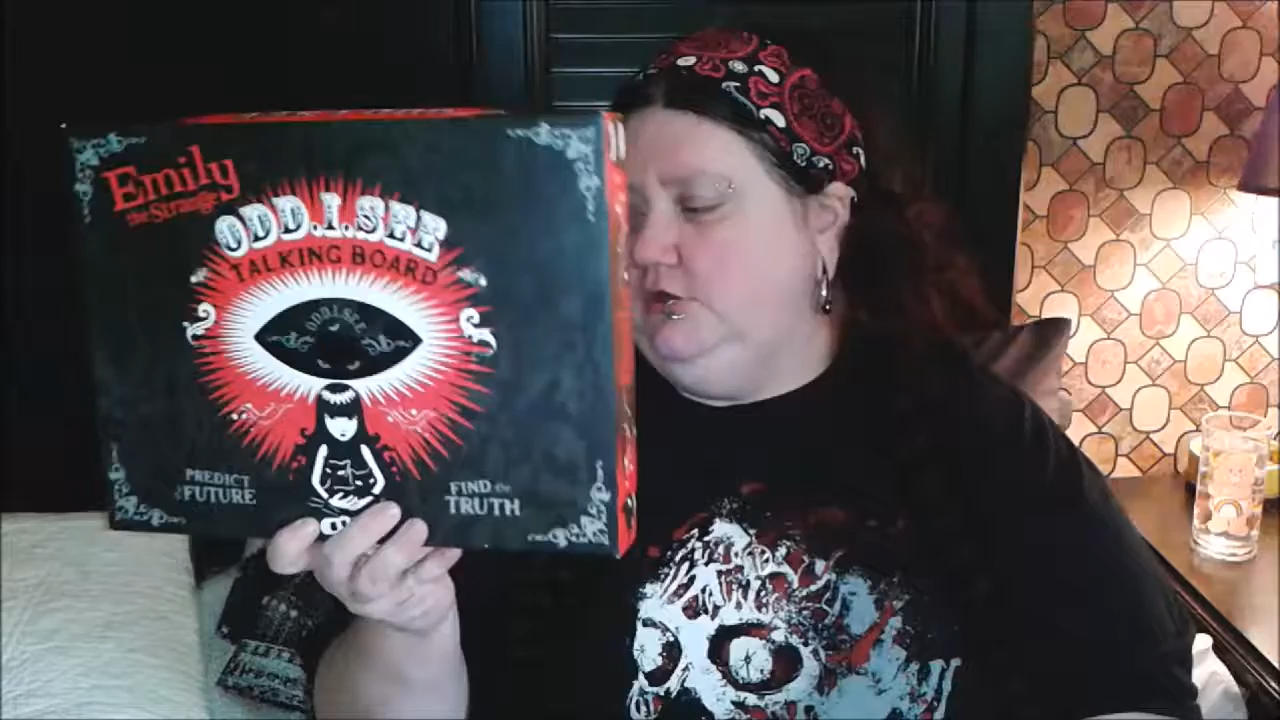 Emily
the Strange
ODD.I.SEE
TALKING BOARD
ODD.I.SEE
PREDICT
the FUTURE
FIND the
TRUTH